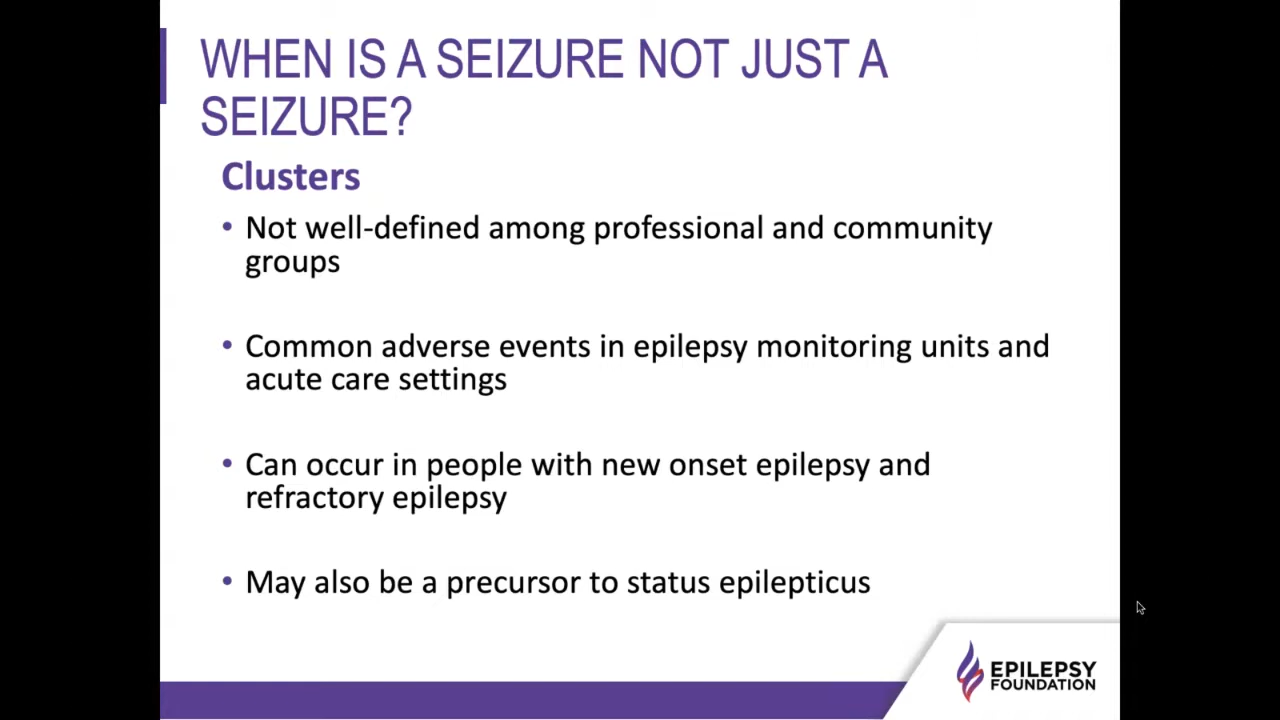 WHEN IS A SEIZURE NOT JUST A
SEIZURE?
Clusters
• Not well-defined among professional and community
groups
• Common adverse events in epilepsy monitoring units and
acute care settings
• Can occur in people with new onset epilepsy and
refractory epilepsy
• May also be a precursor to status epilepticus
EPILEPSY
FOUNDATION